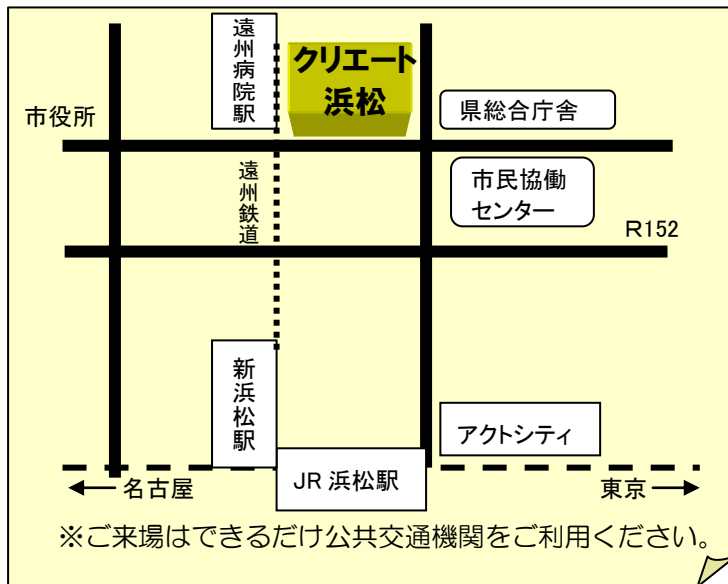 遠州病院駅
クリエート
浜松
市役所
県総合庁舎
遠州鉄道
市民協働
センター
R152
新浜松駅
アクトシティ
JR 浜松駅
名古屋
東京
※ご来場はできるだけ公共交通機関をご利用ください。